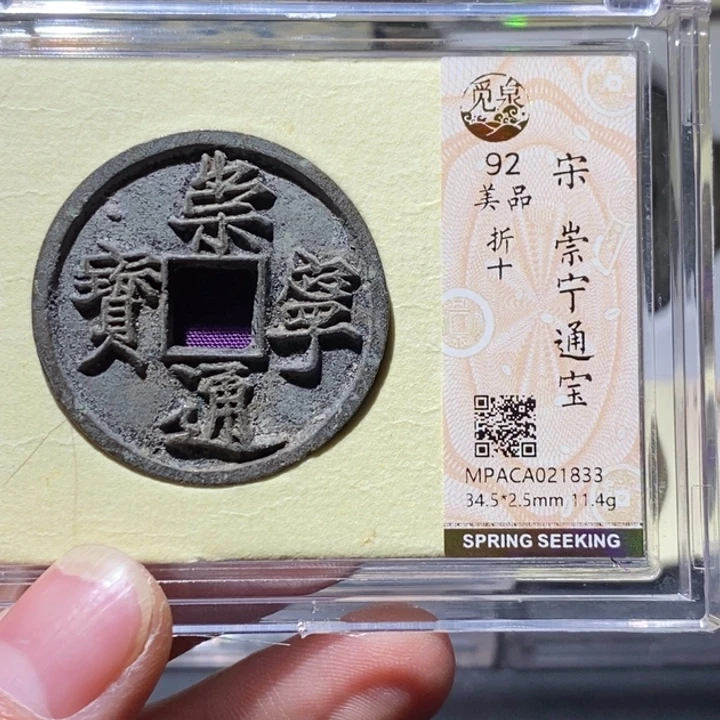 崇
寧
通
寶
覓泉
92
美品
折十
宋 崇宁通宝
MPACA021833
34.5*2.5mm 11.4g
SPRING SEEKING